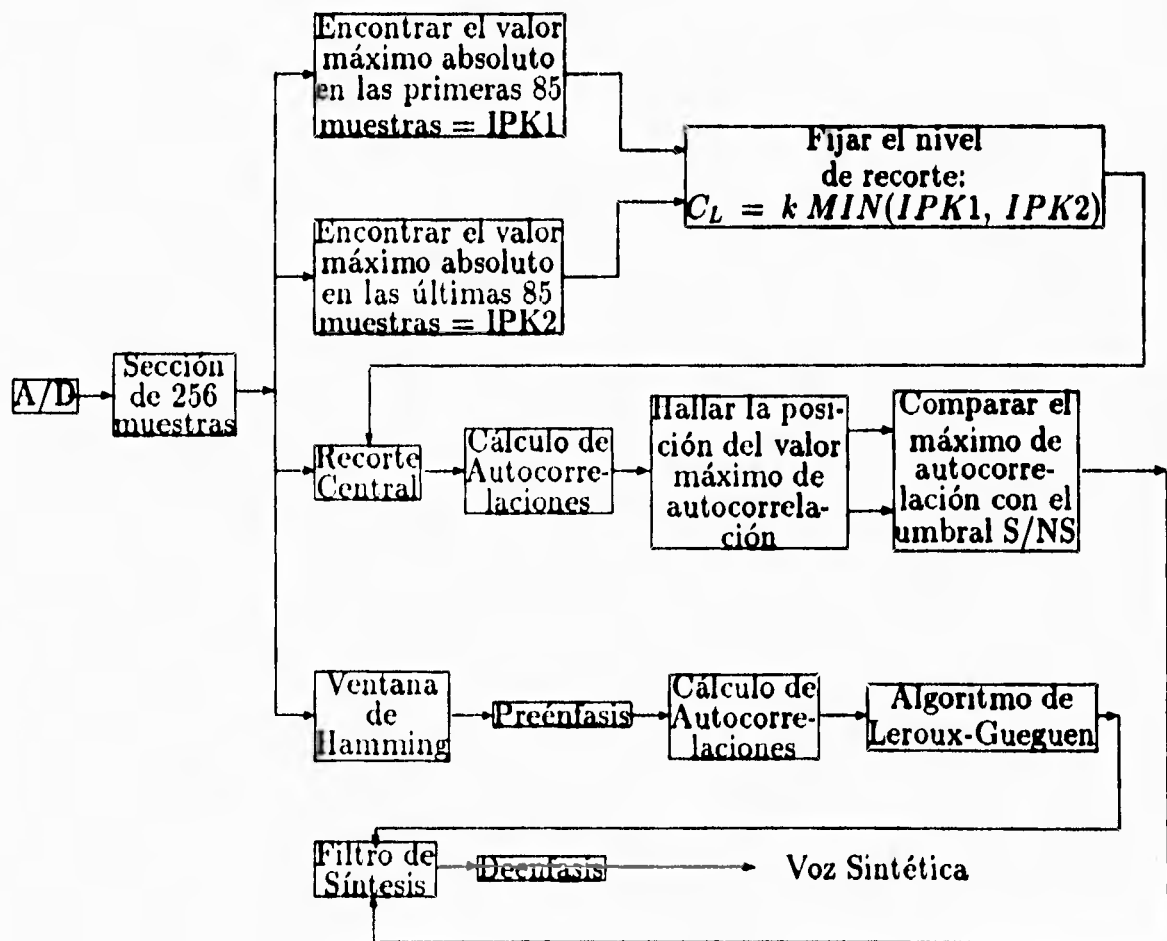 Encontrar el valor
máximo absoluto
en las primeras 85
muestras = IPK1
Fijar el nivel
de recorte:
C_L = k MIN(IPK1, IPK2)
Encontrar el valor
máximo absoluto
en las últimas 85
muestras = IPK2
A/D
Sección
de 256
muestras
Recorte
Central
Cálculo de
Autocorre-
laciones
Hallar la posi-
ción del valor
máximo de
autocorrela-
ción
Comparar el
máximo de
autocorre-
lación con el
umbral S/NS
Ventana
de
Hamming
Preénfasis
Cálculo de
Autocorre-
laciones
Algoritmo de
Leroux-Gueguen
Filtro de
Síntesis
Deénfasis
Voz Sintética